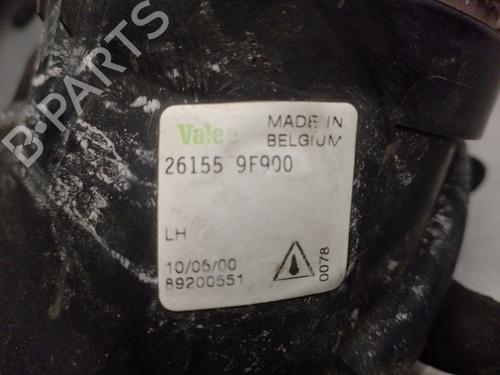 Valeo
MADE IN
BELGIUM
26155 9F900
LH
10/05/00
89200551
0078
B-PARTS